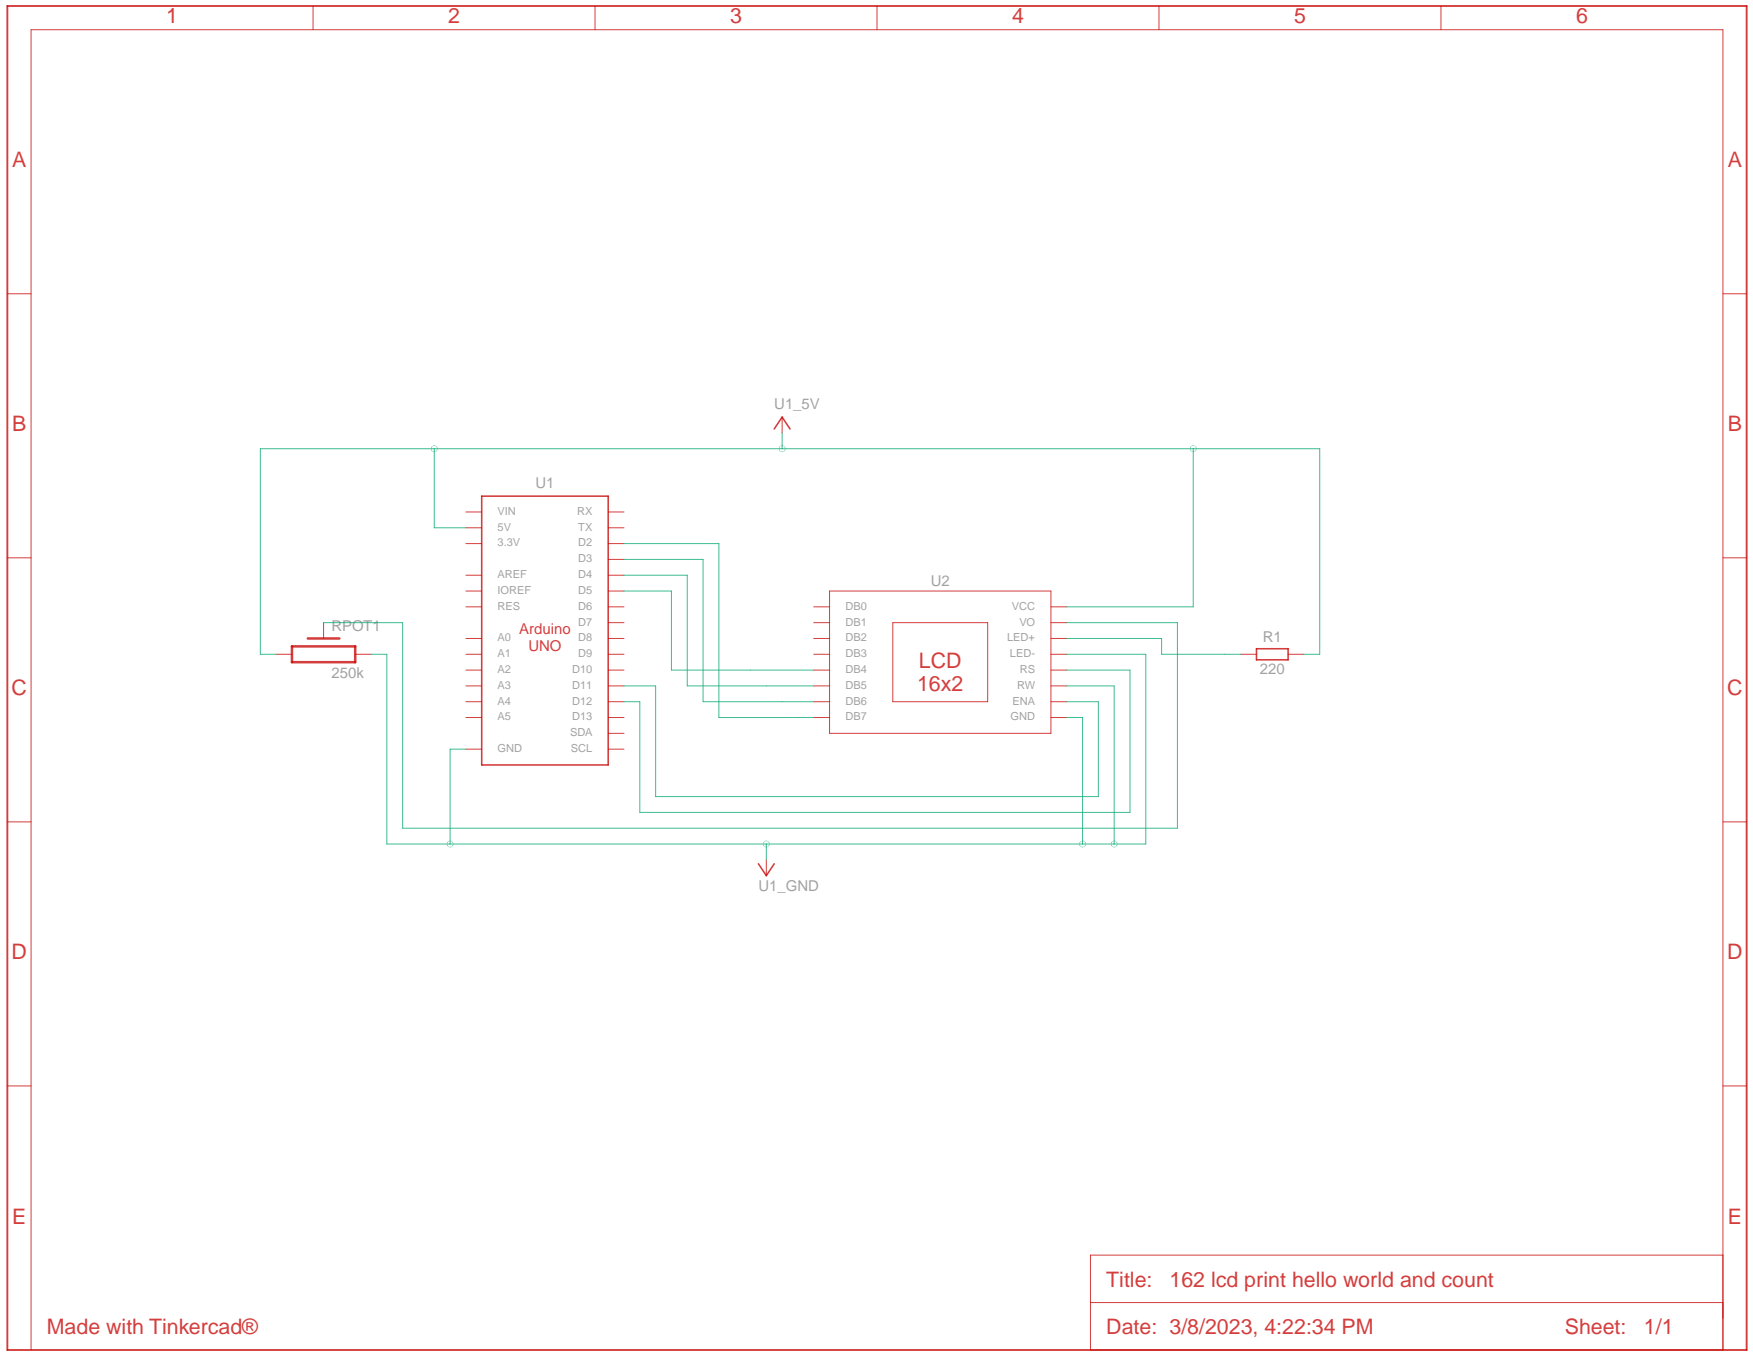 1 2 3 4 5 6
A A
B B
C C
D D
E E
U1_5V
U1
VIN RX
5V TX
3.3V D2
D3
AREF D4
IOREF D5
RES D6
D7
A0 D8
A1 D9
A2 D10
A3 D11
A4 D12
A5 D13
SDA
GND SCL
Arduino
UNO
RPOT1
250k
U2
DB0 VCC
DB1 VO
DB2 LED+
DB3 LED-
DB4 RS
DB5 RW
DB6 ENA
DB7 GND
LCD
16x2
R1
220
U1_GND
Title: 162 lcd print hello world and count
Date: 3/8/2023, 4:22:34 PM Sheet: 1/1
Made with Tinkercad®